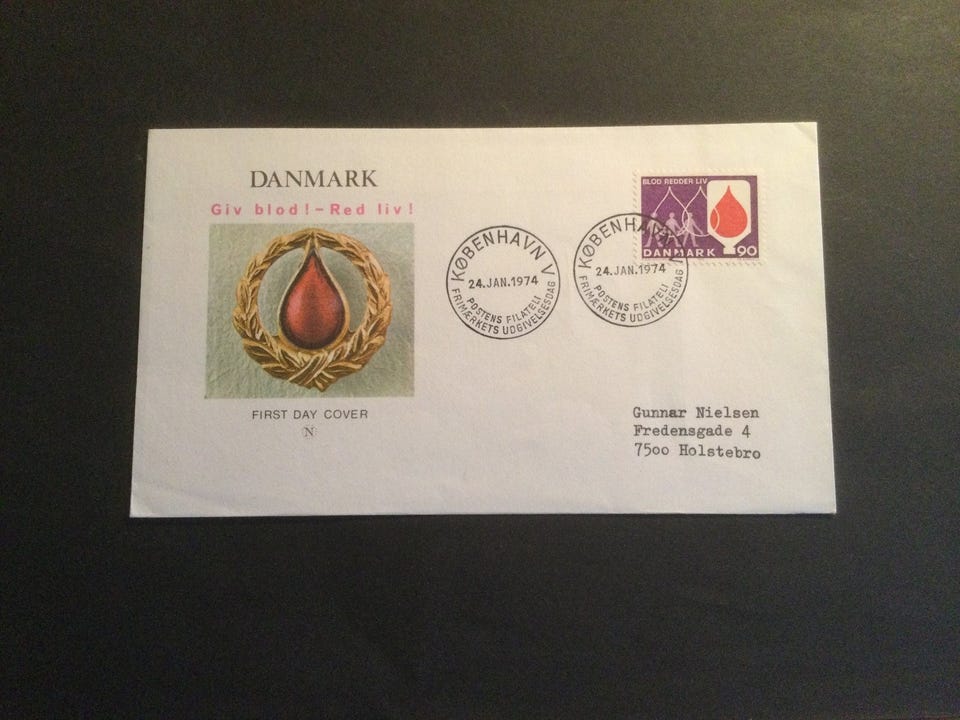 DANMARK
Giv blod!-Red liv!
FIRST DAY COVER
N
KØBENHAVN V
24.JAN.1974
POSTENS FILATELI
FRIMÆRKETS UDGIVELSESDAG
KØBENHAVN V
24.JAN.1974
POSTENS FILATELI
FRIMÆRKETS UDGIVELSESDAG
BLOD REDDER LIV
DANMARK 90
Gunnar Nielsen
Fredensgade 4
7500 Holstebro